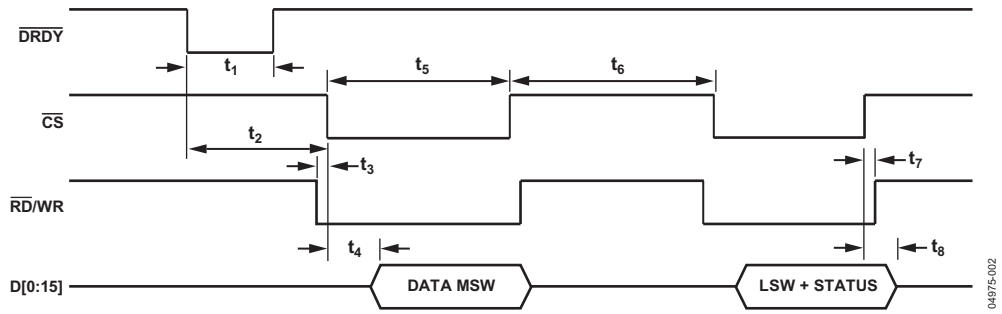 DRDY
t1
t5
t6
CS
t2
t3
t7
RD/WR
t4
t8
D[0:15]
DATA MSW
LSW + STATUS
04975-002